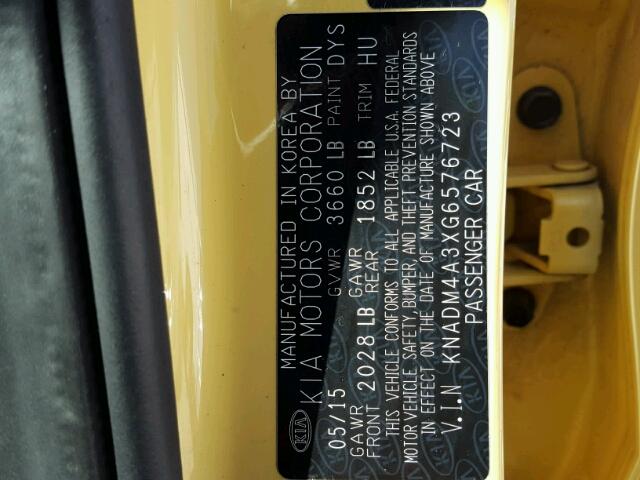 MANUFACTURED IN KOREA BY
KIA KIA MOTORS CORPORATION
05/15 GVWR 3660 LB PAINT DYS
GAWR FRONT 2028 LB GAWR REAR 1852 LB TRIM HU
THIS VEHICLE CONFORMS TO ALL APPLICABLE U.S.A. FEDERAL
MOTOR VEHICLE SAFETY, BUMPER, AND THEFT PREVENTION STANDARDS
IN EFFECT ON THE DATE OF MANUFACTURE SHOWN ABOVE
V.I.N KNADM4A3XG6576723
PASSENGER CAR